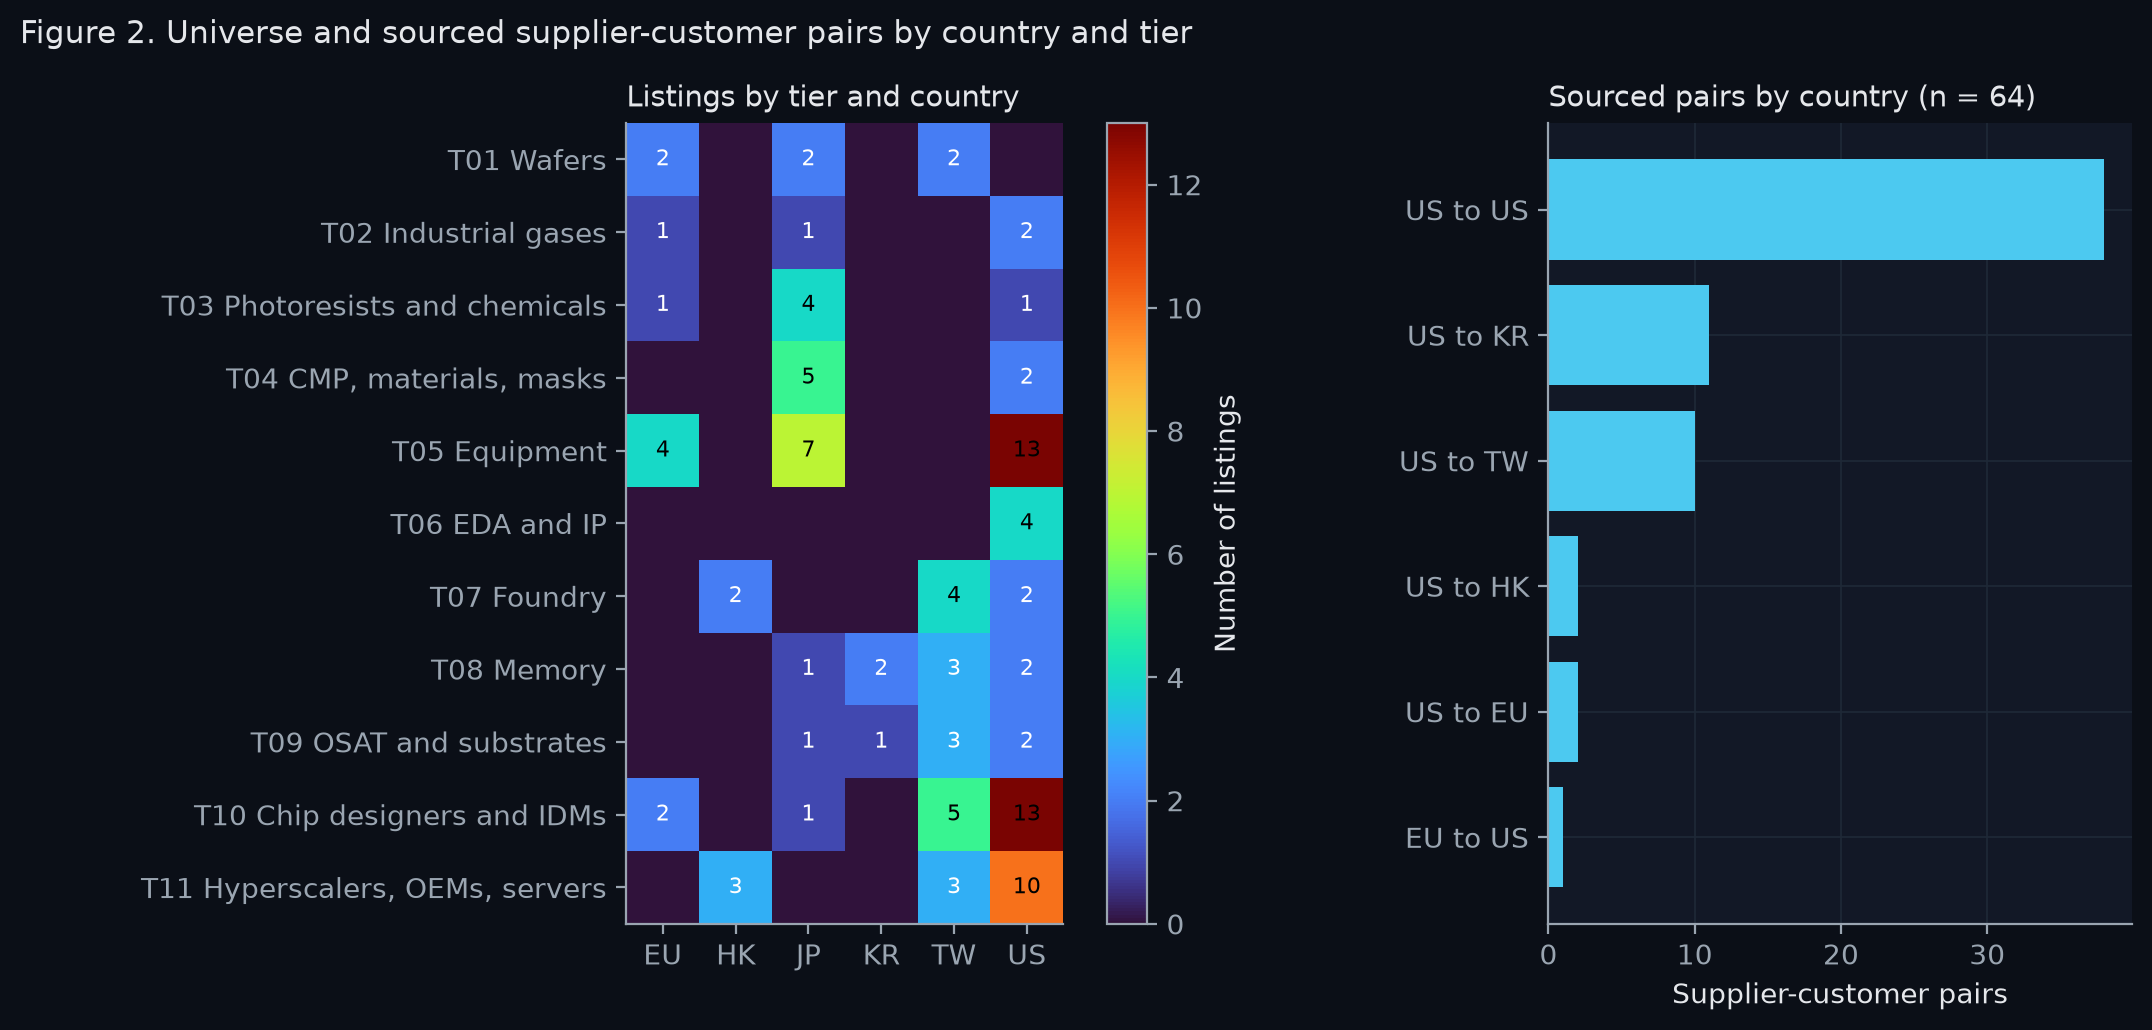 Figure 2. Universe and sourced supplier-customer pairs by country and tier
Listings by tier and country
T01 Wafers 2 2 2
T02 Industrial gases 1 1 2
T03 Photoresists and chemicals 1 4 1
T04 CMP, materials, masks 5 2
T05 Equipment 4 7 13
T06 EDA and IP 4
T07 Foundry 2 4 2
T08 Memory 1 2 3 2
T09 OSAT and substrates 1 1 3 2
T10 Chip designers and IDMs 2 1 5 13
T11 Hyperscalers, OEMs, servers 3 3 10
EU HK JP KR TW US
12
10
8
6
4
2
0
Number of listings
Sourced pairs by country (n = 64)
US to US
US to KR
US to TW
US to HK
US to EU
EU to US
0 10 20 30
Supplier-customer pairs